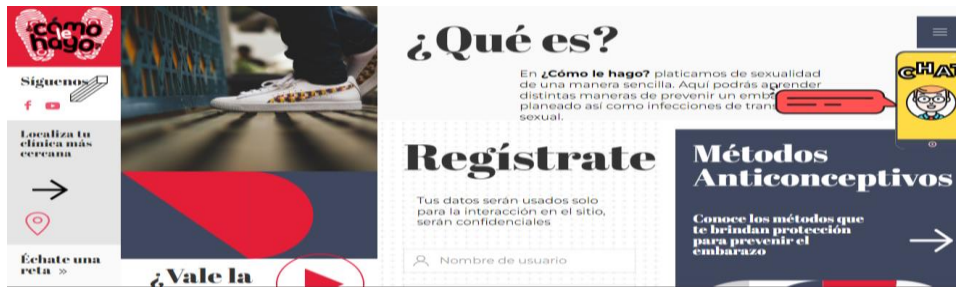 ¿cómo
le
hago?
Síguenos
Localiza tu
clínica más
cercana
Échate una
reta »
¿Vale la
¿Qué es?
En ¿Cómo le hago? platicamos de sexualidad
de una manera sencilla. Aquí podrás aprender
distintas maneras de prevenir un
planeado así como infecciones de
sexual.
CHAT
Regístrate
Tus datos serán usados solo
para la interacción en el sitio,
serán confidenciales
Nombre de usuario
Métodos
Anticonceptivos
Conoce los métodos que
te brindan protección
para prevenir el
embarazo